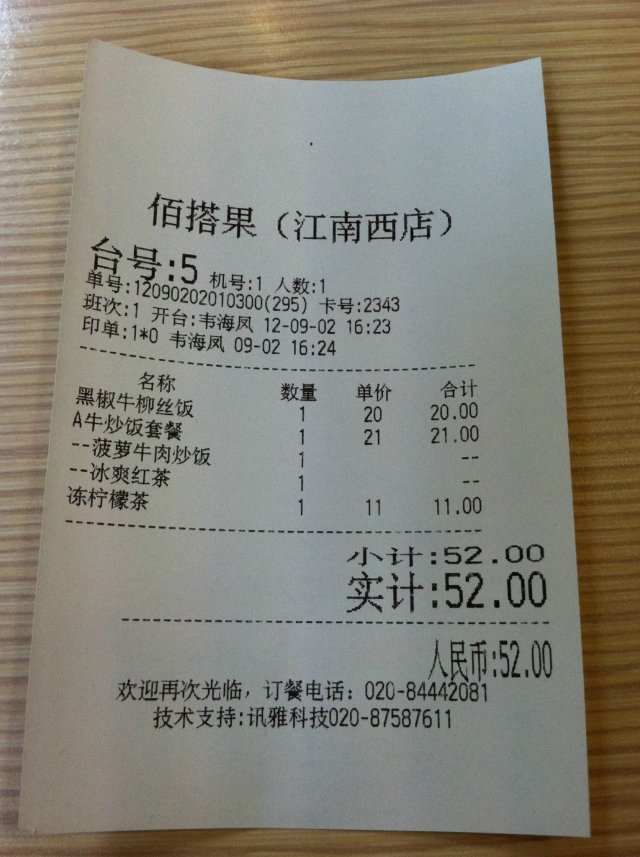 佰搭果（江南西店）
台号:5 机号:1 人数:1
单号:12090202010300(295) 卡号:2343
班次:1 开台:韦海凤 12-09-02 16:23
印单:1*0 韦海凤 09-02 16:24
名称 数量 单价 合计
黑椒牛柳丝饭 1 20 20.00
A牛炒饭套餐 1 21 21.00
--菠萝牛肉炒饭 1 --
--冰爽红茶 1 --
冻柠檬茶 1 11 11.00
小计:52.00
实计:52.00
人民币:52.00
欢迎再次光临，订餐电话：020-84442081
技术支持:讯雅科技020-87587611